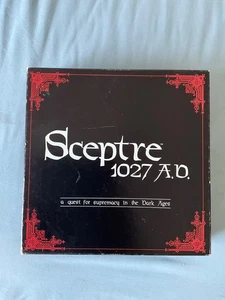 Sceptre
1027 A.D.
a quest for supremacy in the Dark Ages